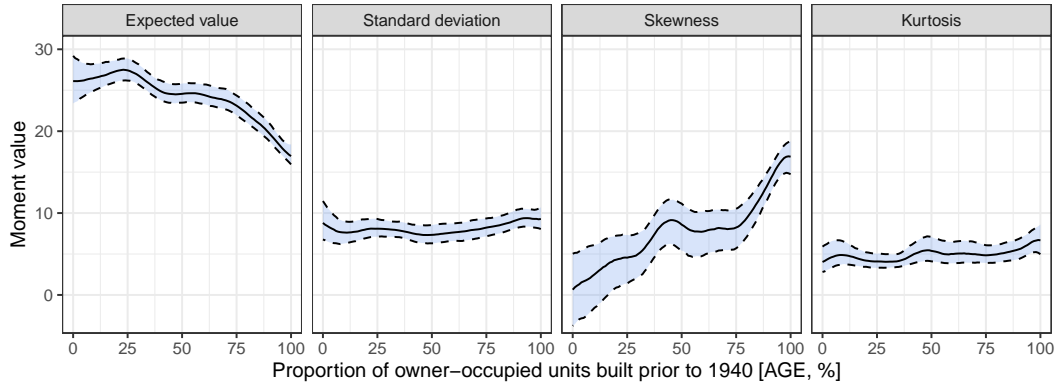 Expected value
Standard deviation
Skewness
Kurtosis
Moment value
30
20
10
0
0 25 50 75 100
0 25 50 75 100
0 25 50 75 100
0 25 50 75 100
Proportion of owner−occupied units built prior to 1940 [AGE, %]